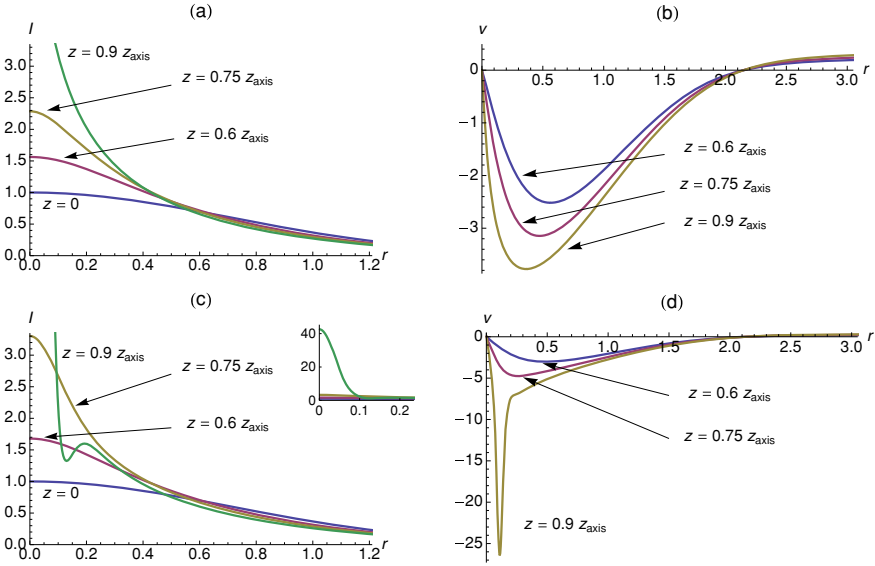 (a)
I
z = 0.9 z_axis
z = 0.75 z_axis
z = 0.6 z_axis
z = 0
3.0
2.5
2.0
1.5
1.0
0.5
0.0
0.0 0.2 0.4 0.6 0.8 1.0 1.2 r
(b)
v
0
−1
−2
−3
0.5 1.0 1.5 2.0 2.5 3.0 r
z = 0.6 z_axis
z = 0.75 z_axis
z = 0.9 z_axis
(c)
I
z = 0.9 z_axis
z = 0.75 z_axis
z = 0.6 z_axis
z = 0
3.0
2.5
2.0
1.5
1.0
0.5
0.0
0.0 0.2 0.4 0.6 0.8 1.0 1.2 r
40
20
0
0 0.1 0.2
(d)
v
0
−5
−10
−15
−20
−25
0.5 1.0 1.5 2.0 2.5 3.0 r
z = 0.6 z_axis
z = 0.75 z_axis
z = 0.9 z_axis